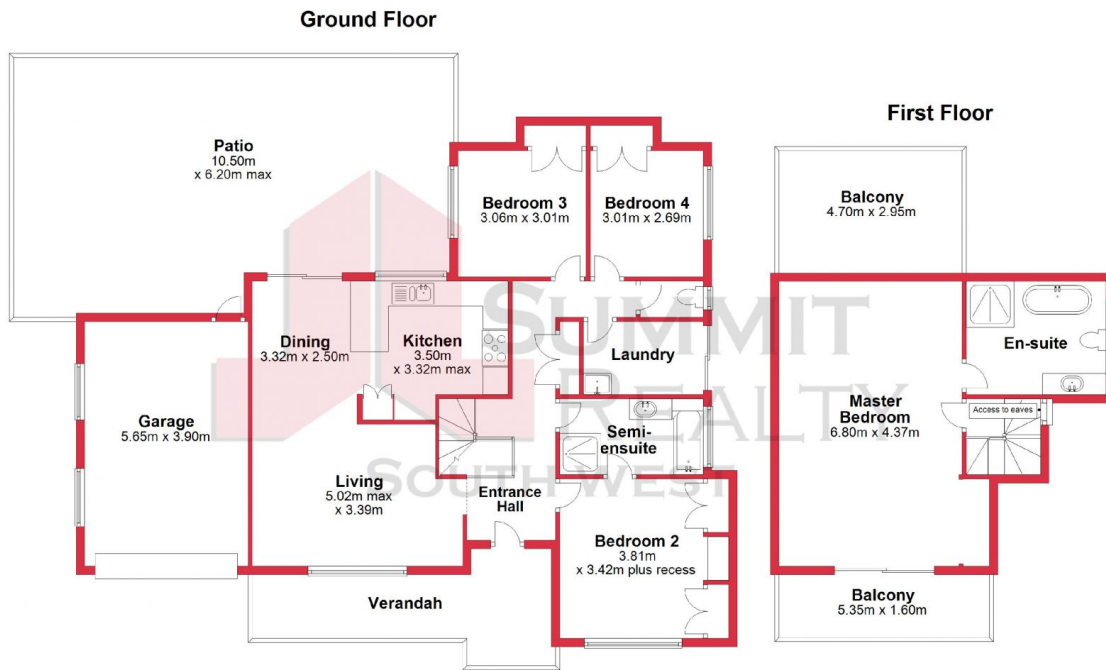 Ground Floor
First Floor
Patio
10.50m
x 6.20m max
Balcony
4.70m x 2.95m
Bedroom 3
3.06m x 3.01m
Bedroom 4
3.01m x 2.69m
SUMMIT
REALTY
SOUTH WEST
Dining
3.32m x 2.50m
Kitchen
3.50m
x 3.32m max
Laundry
En-suite
Garage
5.65m x 3.90m
Master
Bedroom
6.80m x 4.37m
Access to eaves
Semi-
ensuite
Living
5.02m max
x 3.39m
Entrance
Hall
Bedroom 2
3.81m
x 3.42m plus recess
Verandah
Balcony
5.35m x 1.60m